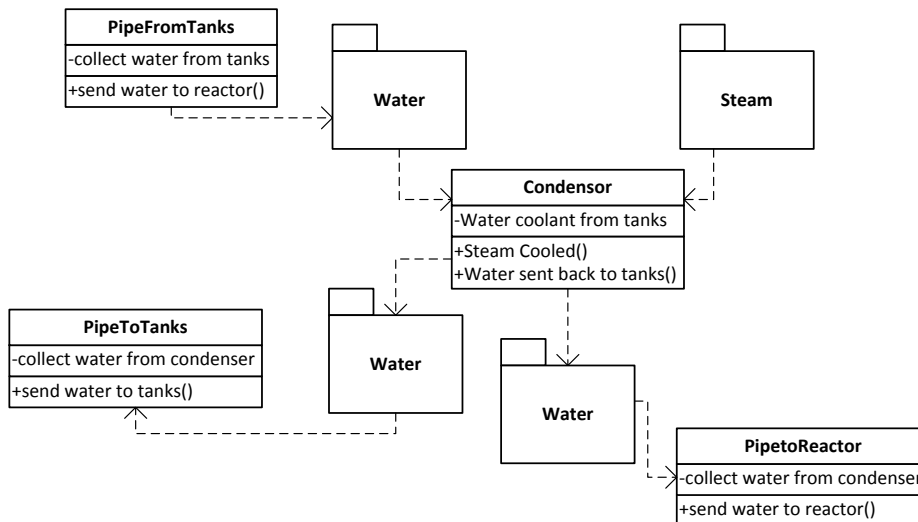 PipeFromTanks
-collect water from tanks
+send water to reactor()
Water
Steam
Condensor
-Water coolant from tanks
+Steam Cooled()
+Water sent back to tanks()
PipeToTanks
-collect water from condenser
+send water to tanks()
Water
Water
PipetoReactor
-collect water from condenser
+send water to reactor()